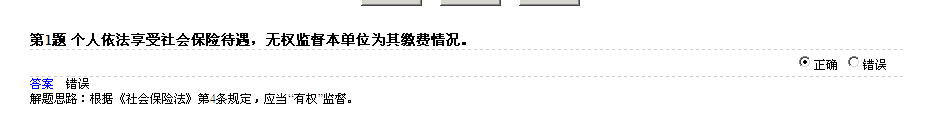 第1题 个人依法享受社会保险待遇，无权监督本单位为其缴费情况。
正确 错误
答案 错误
解题思路：根据《社会保险法》第4条规定，应当“有权”监督。